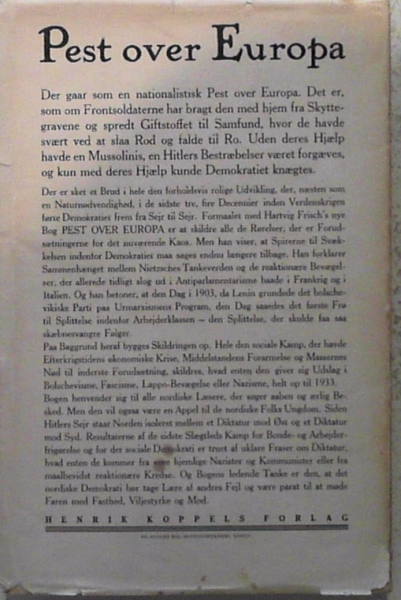 Pest over Europa
Der gaar som en nationalistisk Pest over Europa. Det er,
som om Frontsoldaterne har bragt den med hjem fra Skytte-
gravene og spredt Giftstoffet til Samfund, hvor de havde
svært ved at slaa Rod og falde til Ro. Uden deres Hjælp
havde en Mussolinis, en Hitlers Bestræbelser været forgæves,
og kun med deres Hjælp kunde Demokratiet knægtes.
Der er sket et Brud i hele den forholdsvis rolige Udvikling, der, næsten som
en Naturnødvendighed, i de sidste tre, fire Decennier inden Verdenskrigen
førte Demokratiet frem fra Sejr til Sejr. Formaalet med Hartvig Frisch's nye
Bog PEST OVER EUROPA er at skildre alle de Rørelser, der er Forud-
sætningerne for det nuværende Kaos. Men han viser, at Spirerne til Svæk-
kelsen indenfor Demokratiet maa søges endnu længere tilbage. Han forklarer
Sammenhænget mellem Nietzsches Tankeverden og de reaktionære Bevægel-
ser, der allerede tidligt slog ud i Antiparlamentarisme baade i Frankrig og i
Italien. Og han betoner, at den Dag i 1903, da Lenin grundede det bolsche-
vikiske Parti paa Urmarxismens Program, den Dag saaedes det første Frø
til Splittelse indenfor Arbejderklassen — den Splittelse, der skulde faa saa
skæbnesvangre Følger.
Paa Baggrund heraf bygges Skildringen op. Hele den sociale Kamp, der havde
Efterkrigstidens økonomiske Krise, Middelstandens Forarmelse og Massernes
Nød til inderste Forudsætning, skildres, hvad enten den giver sig Udslag i
Bolschevisme, Fascisme, Lappo-Bevægelse eller Nazisme, helt op til 1933.
Bogen henvender sig til alle nordiske Læsere, der søger aaben og ærlig Be-
sked. Men den vil ogsaa være en Appel til de nordiske Folks Ungdom. Siden
Hitlers Sejr staar Norden isoleret mellem et Diktatur mod Øst og et Diktatur
mod Syd. Resultaterne af de sidste Slægtleds Kamp for Bonde- og Arbejder-
frigørelse og for det sociale Demokrati er truet af uklare Fraser om Diktatur,
hvad enten de kommer fra hjemlige Nazister og Kommunister eller fra
maalbevidst reaktionære Kredse. Og Bogens ledende Tanke er den, at det
nordiske Demokrati bør tage Lære af andres Fejl og være parat til at møde
Faren med Fasthed, Viljestyrke og Mod.
HENRIK KOPPELS FORLAG